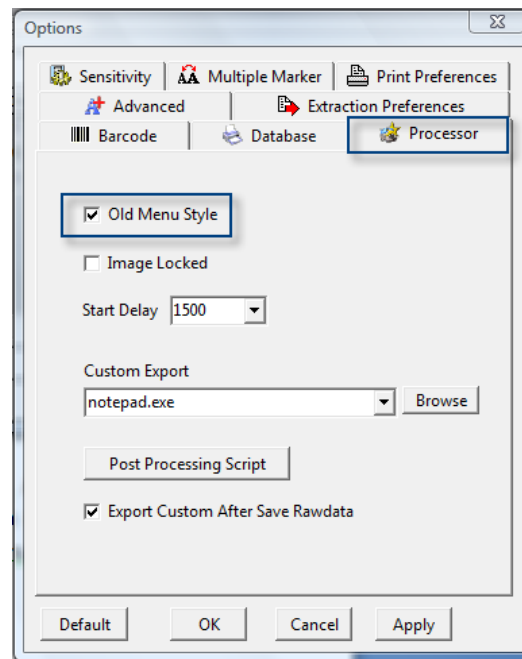 Options
Sensitivity Multiple Marker Print Preferences
Advanced Extraction Preferences
Barcode Database Processor
Old Menu Style
Image Locked
Start Delay 1500
Custom Export
notepad.exe Browse
Post Processing Script
Export Custom After Save Rawdata
Default OK Cancel Apply